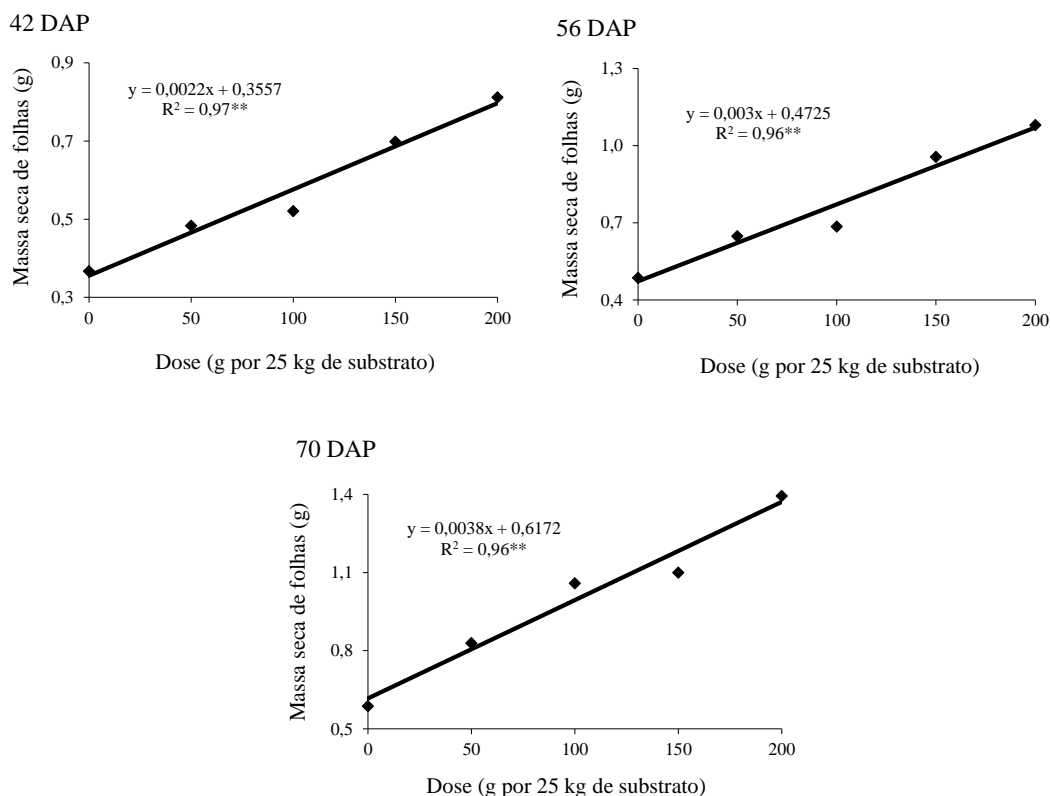 42 DAP
0,9
0,7
0,5
0,3
Massa seca de folhas (g)
y = 0,0022x + 0,3557
R² = 0,97**
0 50 100 150 200
Dose (g por 25 kg de substrato)
56 DAP
1,3
1,0
0,7
0,4
Massa seca de folhas (g)
y = 0,003x + 0,4725
R² = 0,96**
0 50 100 150 200
Dose (g por 25 kg de substrato)
70 DAP
1,4
1,1
0,8
0,5
Massa seca de folhas (g)
y = 0,0038x + 0,6172
R² = 0,96**
0 50 100 150 200
Dose (g por 25 kg de substrato)